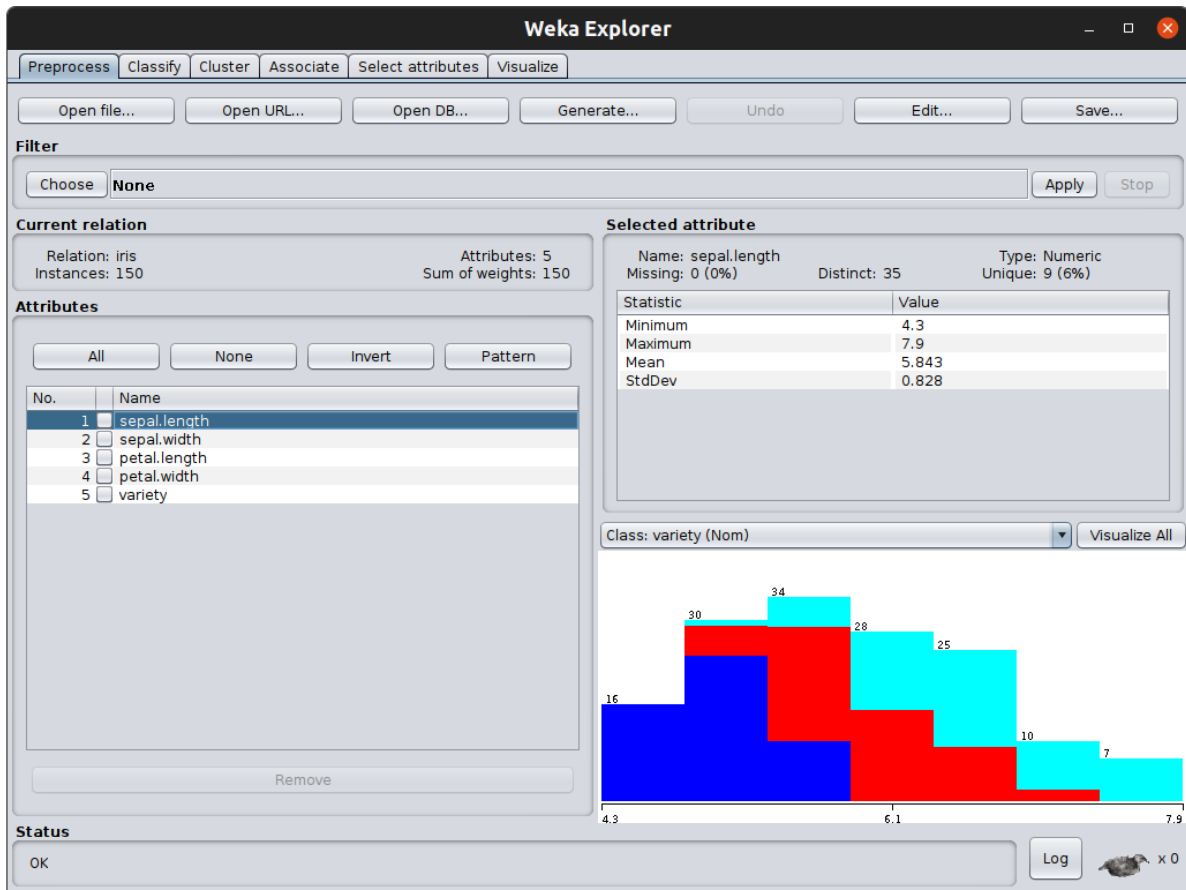 Weka Explorer
Preprocess Classify Cluster Associate Select attributes Visualize
Open file... Open URL... Open DB... Generate... Undo Edit... Save...
Filter
Choose None Apply Stop
Current relation
Relation: iris Attributes: 5
Instances: 150 Sum of weights: 150
Attributes
All None Invert Pattern
No. Name
1 sepal.length
2 sepal.width
3 petal.length
4 petal.width
5 variety
Remove
Selected attribute
Name: sepal.length Type: Numeric
Missing: 0 (0%) Distinct: 35 Unique: 9 (6%)
Statistic Value
Minimum 4.3
Maximum 7.9
Mean 5.843
StdDev 0.828
Class: variety (Nom) Visualize All
34
30
28
25
16
10
7
4.3 6.1 7.9
Status
OK Log x 0